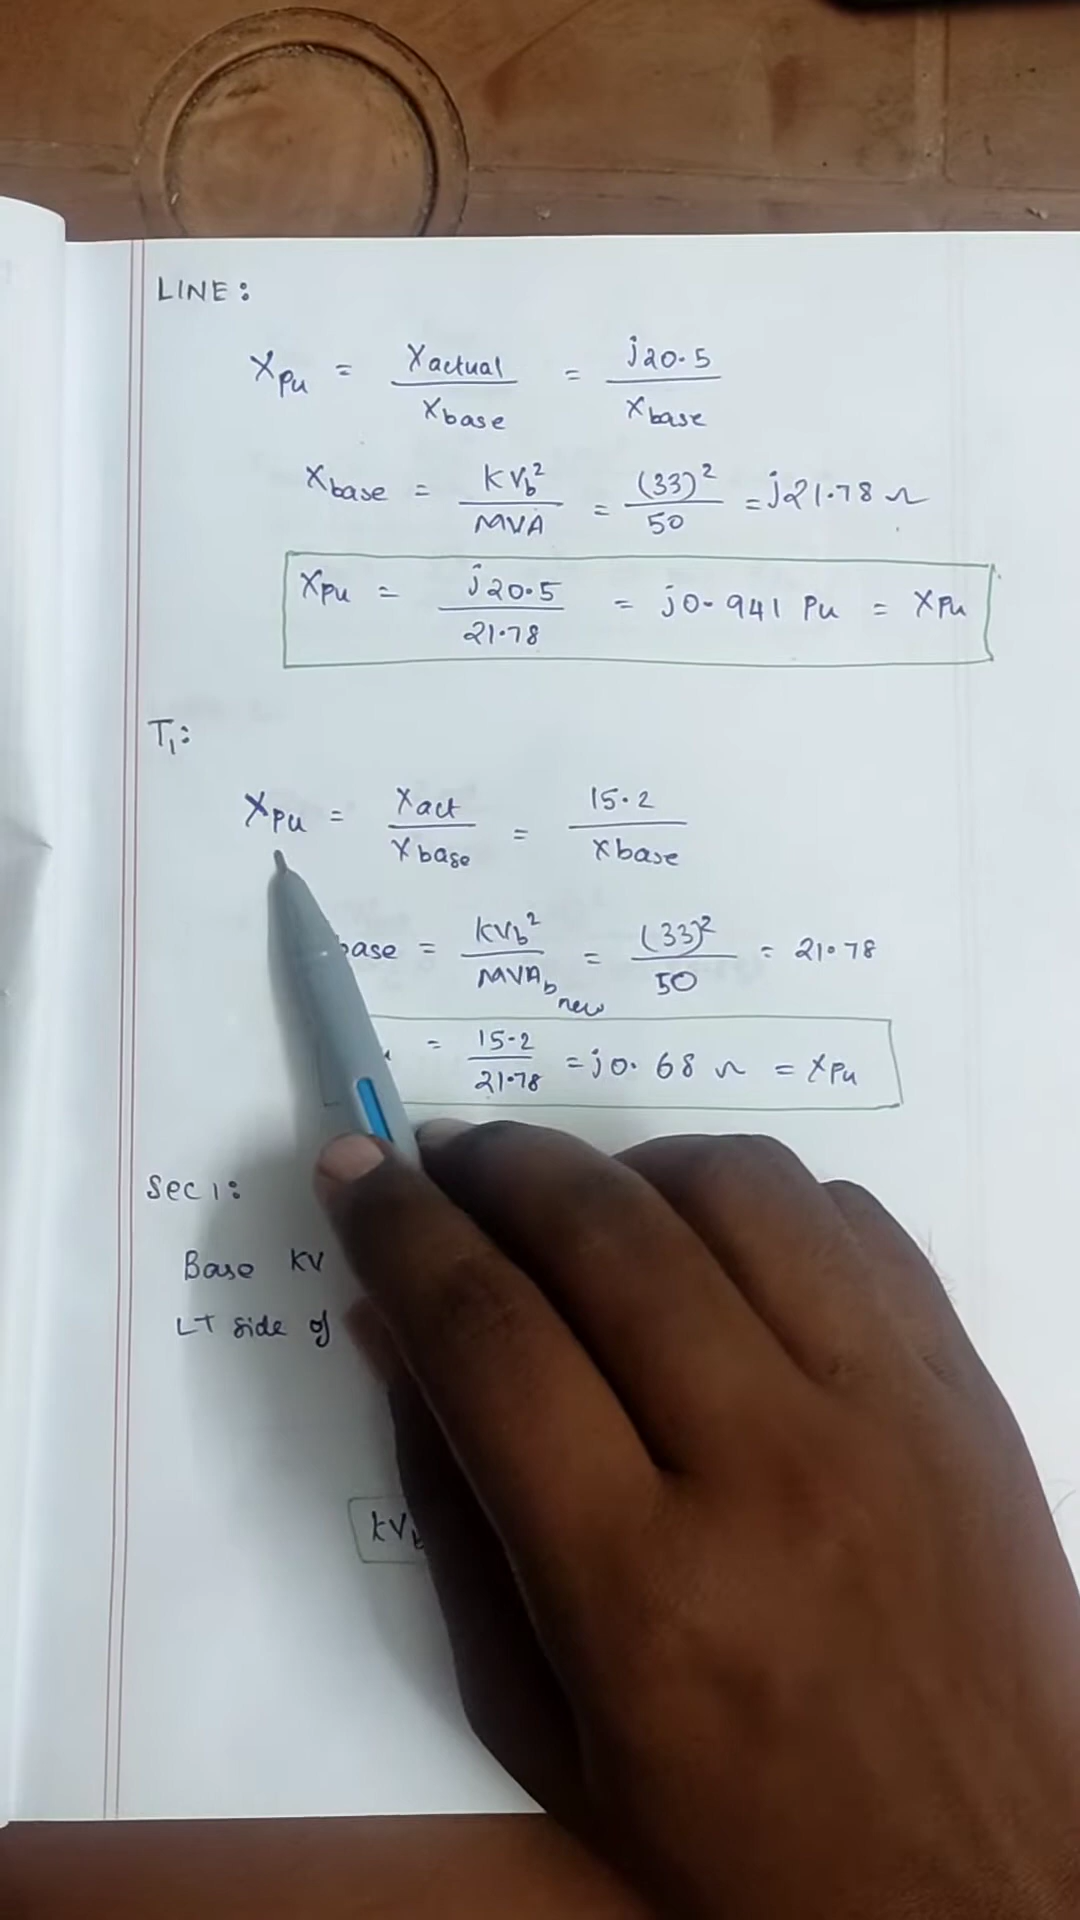 LINE:
Xpu = Xactual / Xbase = j20.5 / Xbase
Xbase = KVb² / MVA = (33)² / 50 = j21.78 Ω
Xpu = j20.5 / 21.78 = j0.941 Pu = Xpu
T1:
Xpu = Xact / Xbase = 15.2 / Xbase
base = KVb² / MVAb new = (33)² / 50 = 21.78
= 15.2 / 21.78 = j0.68 Ω = Xpu
Sec 1:
Base KV
LT side of
KVb